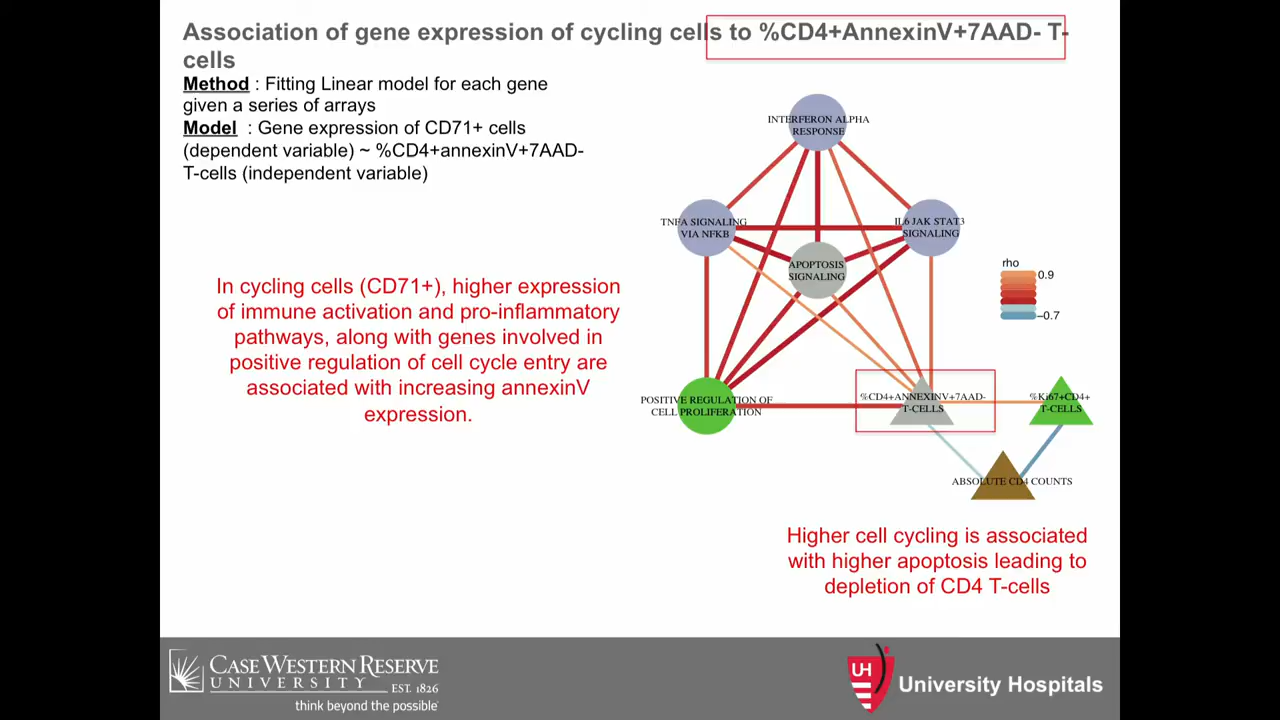 Association of gene expression of cycling cells to %CD4+AnnexinV+7AAD- T-
cells
Method : Fitting Linear model for each gene
given a series of arrays
Model : Gene expression of CD71+ cells
(dependent variable) ~ %CD4+annexinV+7AAD-
T-cells (independent variable)
In cycling cells (CD71+), higher expression
of immune activation and pro-inflammatory
pathways, along with genes involved in
positive regulation of cell cycle entry are
associated with increasing annexinV
expression.
INTERFERON ALPHA
RESPONSE
TNFA SIGNALING
VIA NFKB
IL6 JAK STAT3
SIGNALING
APOPTOSIS
SIGNALING
rho
0.9
–0.7
POSITIVE REGULATION OF
CELL PROLIFERATION
%CD4+ANNEXINV+7AAD-
T-CELLS
%Ki67+CD4+
T-CELLS
ABSOLUTE CD4 COUNTS
Higher cell cycling is associated
with higher apoptosis leading to
depletion of CD4 T-cells
CASE WESTERN RESERVE
UNIVERSITY EST. 1826
think beyond the possible
UH
University Hospitals